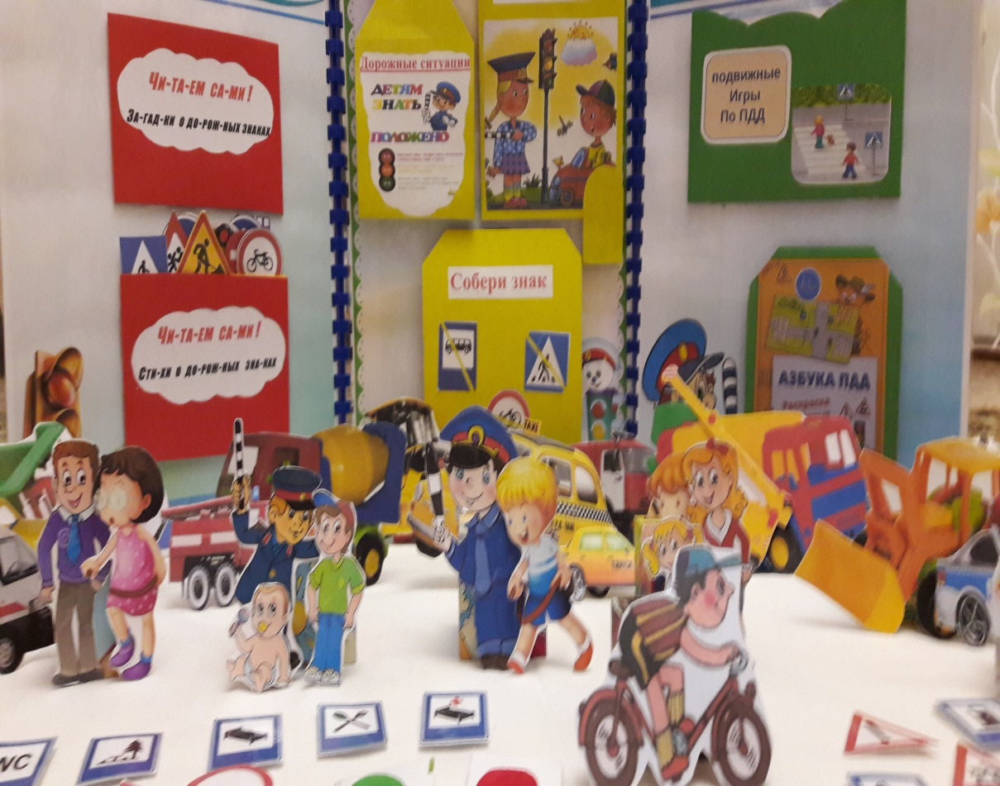 Чи-та-ем са-ми!
За-гад-ки о до-рож-ных знаках
Чи-та-ем са-ми!
Сти-хи о до-рож-ных зна-ках
Дорожные ситуации
ДЕТЯМ
ЗНАТЬ
ПОЛОЖЕНО
Собери знак
TAXI
подвижные
Игры
По ПДД
АЗБУКА ПДД
Раскраска
WC